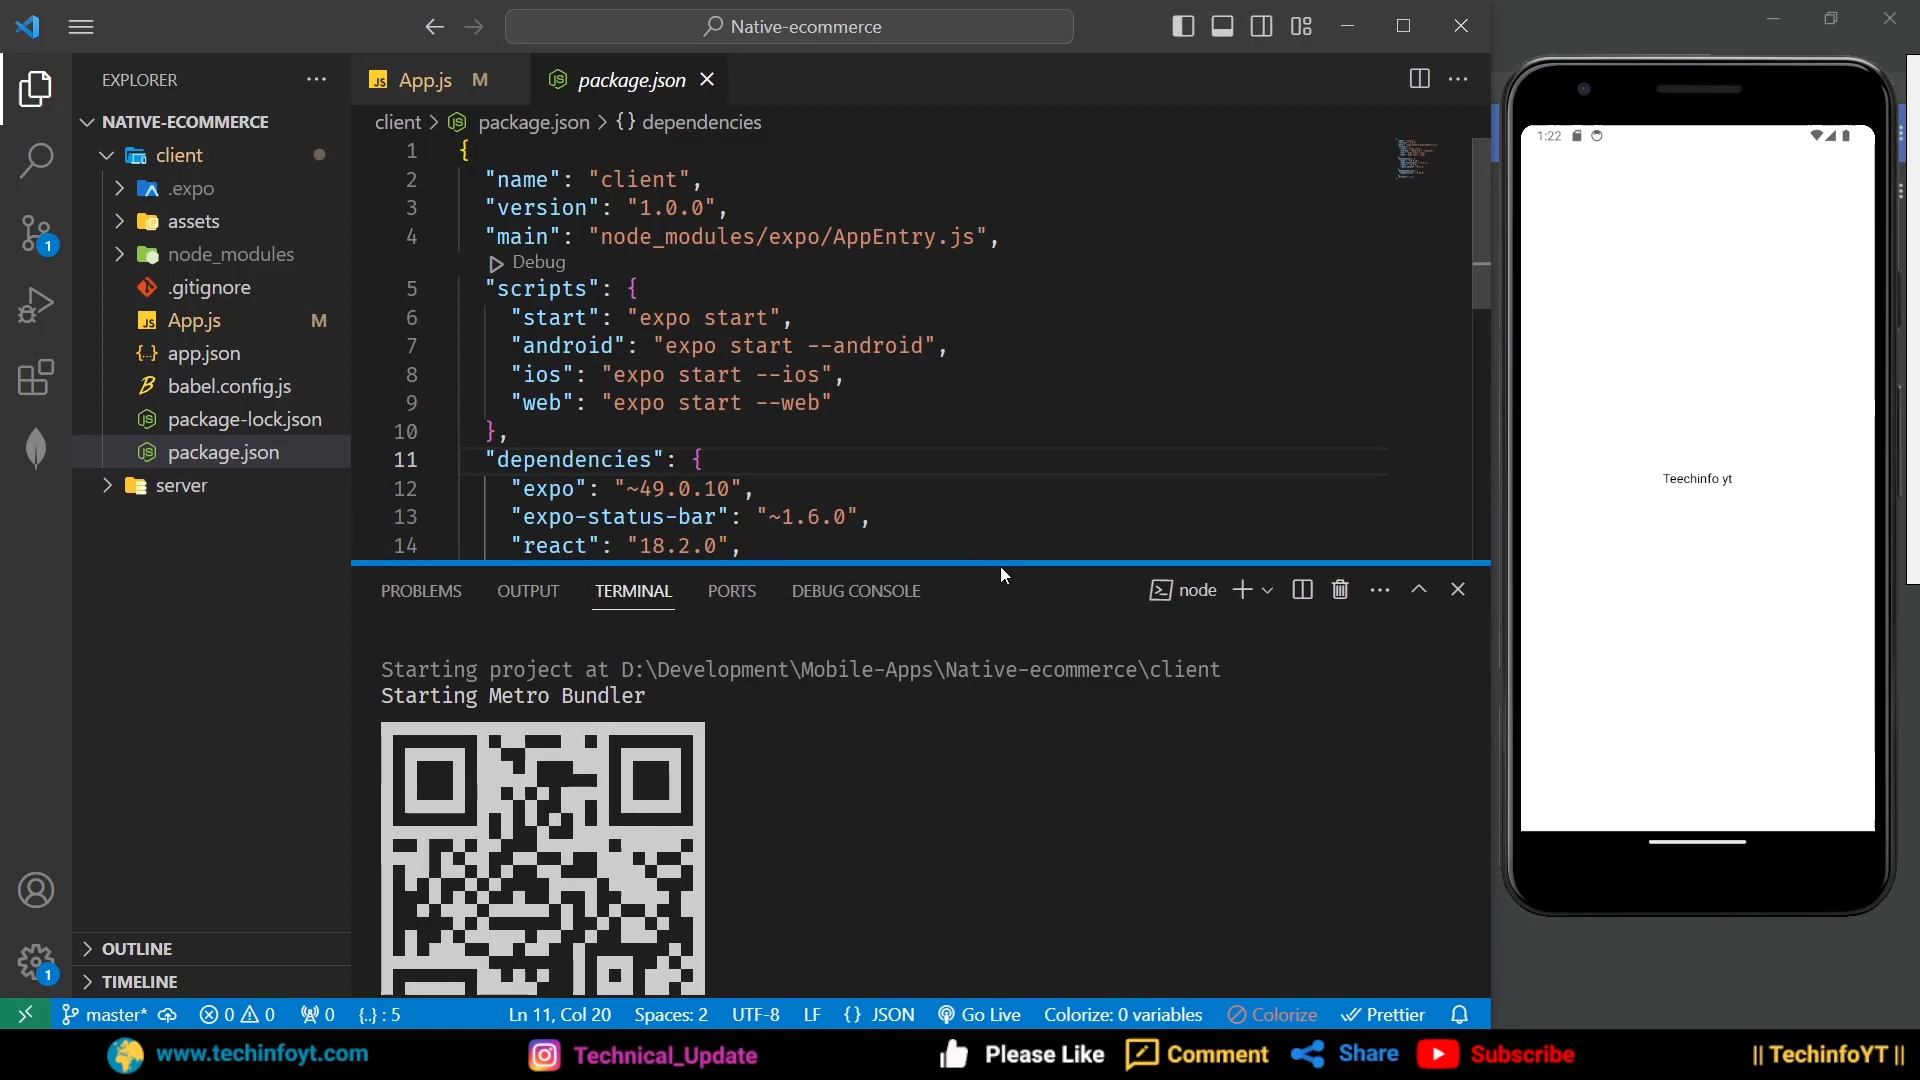 Native-ecommerce
EXPLORER
NATIVE-ECOMMERCE
client
.expo
assets
node_modules
.gitignore
JS App.js M
{..} app.json
babel.config.js
package-lock.json
package.json
server
OUTLINE
TIMELINE
JS App.js M
package.json
client > package.json > {} dependencies
1 {
2 "name": "client",
3 "version": "1.0.0",
4 "main": "node_modules/expo/AppEntry.js",
Debug
5 "scripts": {
6 "start": "expo start",
7 "android": "expo start --android",
8 "ios": "expo start --ios",
9 "web": "expo start --web"
10 },
11 "dependencies": {
12 "expo": "~49.0.10",
13 "expo-status-bar": "~1.6.0",
14 "react": "18.2.0",
PROBLEMS OUTPUT TERMINAL PORTS DEBUG CONSOLE
node
Starting project at D:\Development\Mobile-Apps\Native-ecommerce\client
Starting Metro Bundler
1
1
master* 0 0 0 {..} : 5 Ln 11, Col 20 Spaces: 2 UTF-8 LF {} JSON Go Live Colorize: 0 variables Colorize Prettier
1:22
Teechinfo yt
www.techinfoyt.com Technical_Update Please Like Comment Share Subscribe || TechinfoYT ||